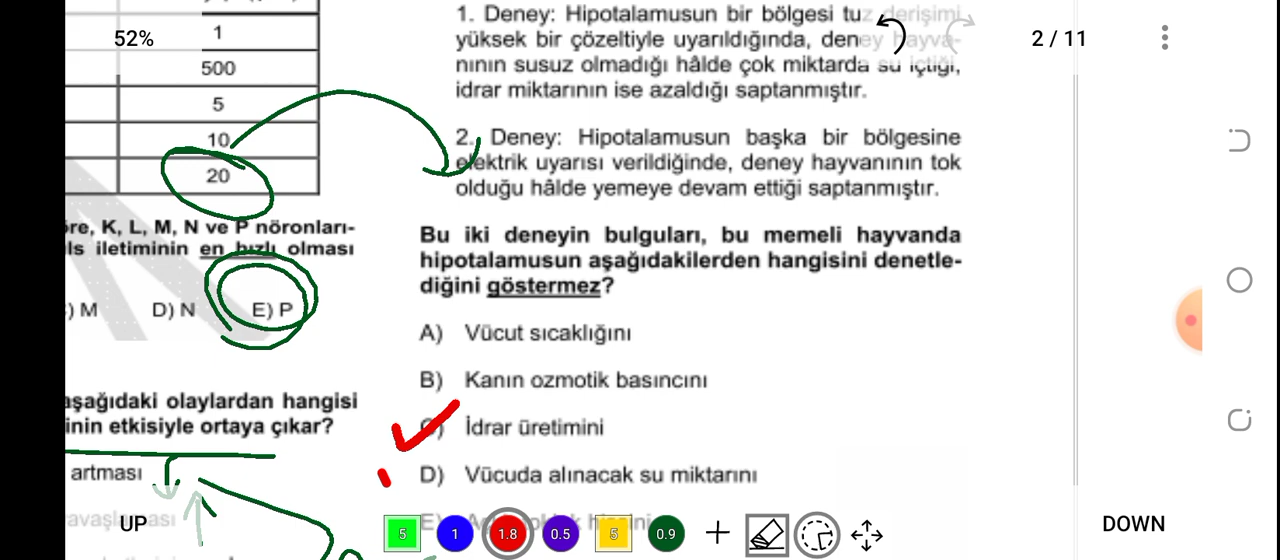 52%
1
500
5
10
20
öre, K, L, M, N ve P nöronları-
ls iletiminin en hızlı olması
) M D) N E) P
aşağıdaki olaylardan hangisi
inin etkisiyle ortaya çıkar?
artması
UP
1. Deney: Hipotalamusun bir bölgesi tuz derişimi
yüksek bir çözeltiyle uyarıldığında, deney hayva-
nının susuz olmadığı hâlde çok miktarda su içtiği,
idrar miktarının ise azaldığı saptanmıştır.
2. Deney: Hipotalamusun başka bir bölgesine
elektrik uyarısı verildiğinde, deney hayvanının tok
olduğu hâlde yemeye devam ettiği saptanmıştır.
Bu iki deneyin bulguları, bu memeli hayvanda
hipotalamusun aşağıdakilerden hangisini denetle-
diğini göstermez?
A) Vücut sıcaklığını
B) Kanın ozmotik basıncını
C) İdrar üretimini
D) Vücuda alınacak su miktarını
E)
5 1 1.8 0.5 5 0.9
2 / 11
DOWN